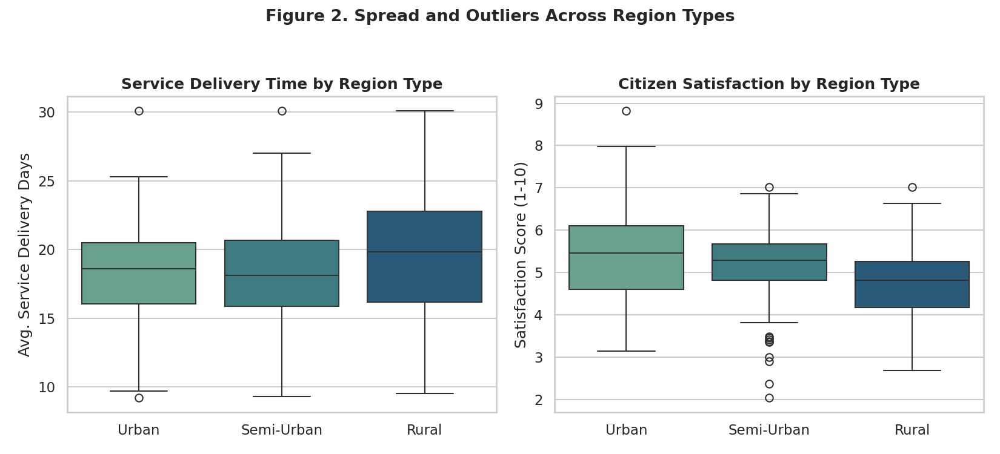 Figure 2. Spread and Outliers Across Region Types
Service Delivery Time by Region Type
Avg. Service Delivery Days
30
25
20
15
10
Urban
Semi-Urban
Rural
Citizen Satisfaction by Region Type
Satisfaction Score (1-10)
9
8
7
6
5
4
3
2
Urban
Semi-Urban
Rural